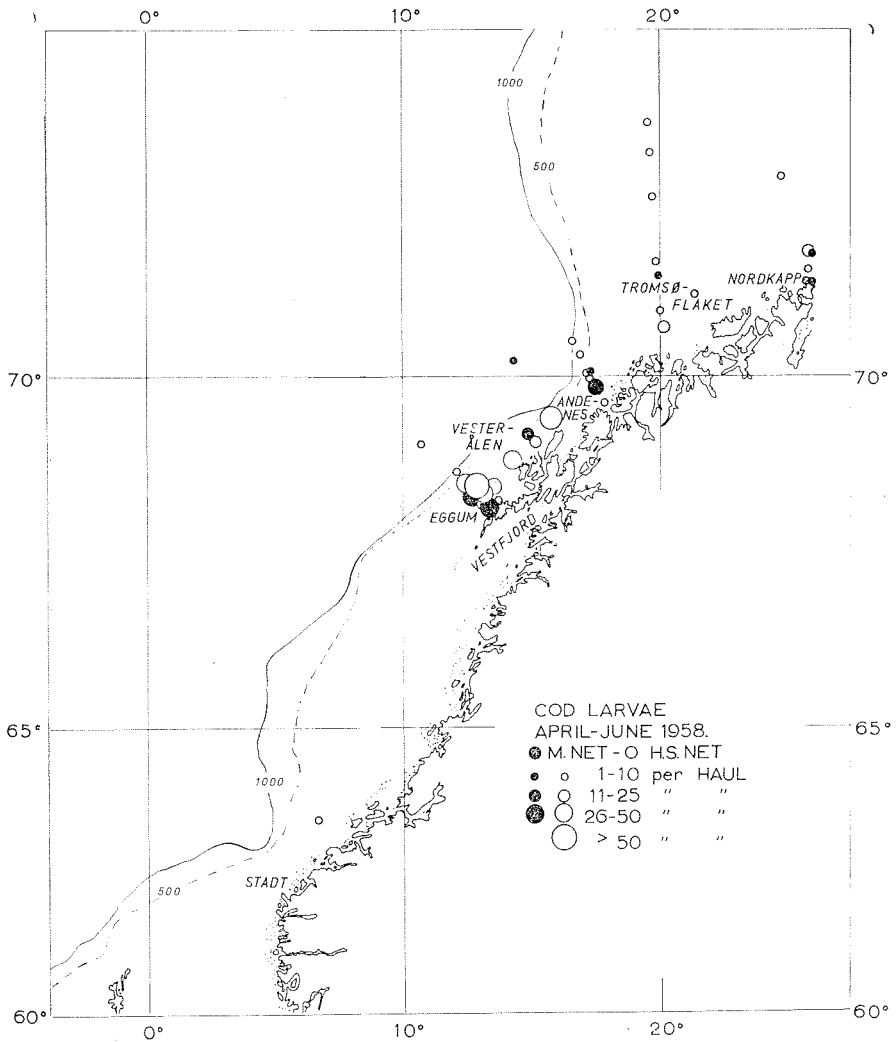 0° 10° 20°
1000
500
TROMSØ-
FLAKET
NORDKAPP
70° 70°
ANDE-
NES
VESTER-
ÅLEN
EGGUM
VESTFJORD
65° 65°
COD LARVAE
APRIL-JUNE 1958.
M. NET - O H.S. NET
1-10 per HAUL
11-25 " "
26-50 " "
> 50 " "
1000
STADT
500
60° 60°
0° 10° 20°